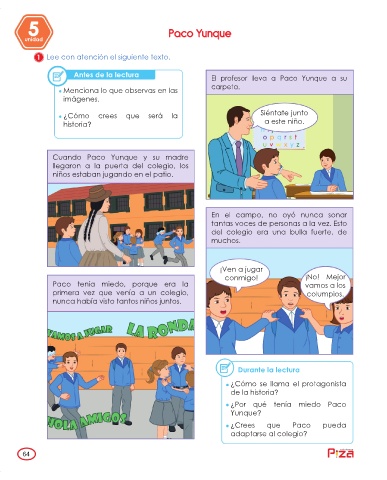 5
unidad
Paco Yunque
1 Lee con atención el siguiente texto.
Antes de la lectura
• Menciona lo que observas en las
imágenes.
• ¿Cómo crees que será la
historia?
Cuando Paco Yunque y su madre
llegaron a la puerta del colegio, los
niños estaban jugando en el patio.
Paco tenía miedo, porque era la
primera vez que venía a un colegio,
nunca había visto tantos niños juntos.
VAMOS A JUGAR
LA RONDA
HOLA AMIGOS
El profesor lleva a Paco Yunque a su
carpeta.
Siéntate junto
a este niño.
o p q r s t
u v w x y z
En el campo, no oyó nunca sonar
tantas voces de personas a la vez. Esto
del colegio era una bulla fuerte, de
muchos.
¡Ven a jugar
conmigo!
¡No! Mejor
vamos a los
columpios.
Durante la lectura
• ¿Cómo se llama el protagonista
de la historia?
• ¿Por qué tenía miedo Paco
Yunque?
• ¿Crees que Paco pueda
adaptarse al colegio?
64
Pizä